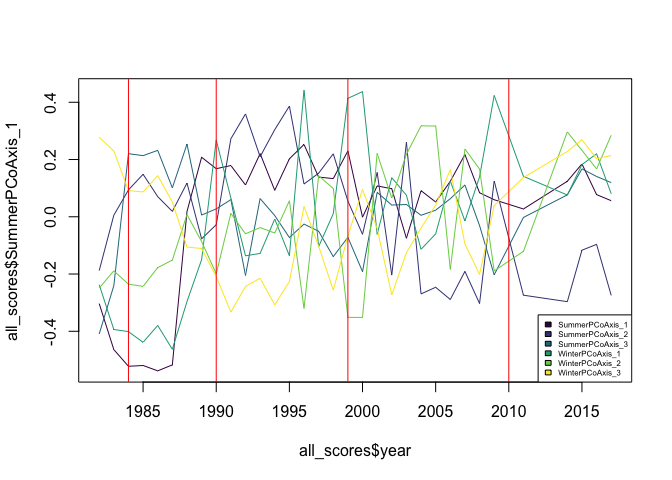 all_scores$SummerPCoAxis_1
0.4
0.2
0.0
-0.2
-0.4
SummerPCoAxis_1
SummerPCoAxis_2
SummerPCoAxis_3
WinterPCoAxis_1
WinterPCoAxis_2
WinterPCoAxis_3
1985 1990 1995 2000 2005 2010 2015
all_scores$year